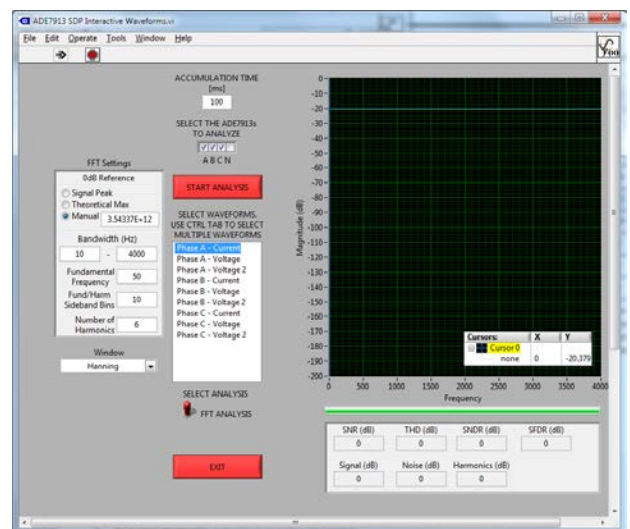 ADE7913 SDP Interactive Waveforms.vi
File Edit Operate Tools Window Help
ACCUMULATION TIME
[ms]
100
SELECT THE ADE7913s
TO ANALYZE
A B C N
START ANALYSIS
SELECT WAVEFORMS.
USE CTRL TAB TO SELECT
MULTIPLE WAVEFORMS
Phase A - Current
Phase A - Voltage
Phase A - Voltage 2
Phase B - Current
Phase B - Voltage
Phase B - Voltage 2
Phase C - Current
Phase C - Voltage
Phase C - Voltage 2
SELECT ANALYSIS
FFT ANALYSIS
EXIT
FFT Settings
0dB Reference
Signal Peak
Theoretical Max
Manual 3.54337E+12
Bandwidth (Hz)
10 - 4000
Fundamental
Frequency 50
Fund/Harm
Sideband Bins 10
Number of
Harmonics 6
Window
Hanning
Magnitude (dB)
0
-10
-20
-30
-40
-50
-60
-70
-80
-90
-100
-110
-120
-130
-140
-150
-160
-170
-180
-190
-200
0 500 1000 1500 2000 2500 3000 3500 4000
Frequency
Cursors: X Y
Cursor 0
none 0 -20.379
SNR (dB) THD (dB) SNDR (dB) SFDR (dB)
0 0 0 0
Signal (dB) Noise (dB) Harmonics (dB)
0 0 0